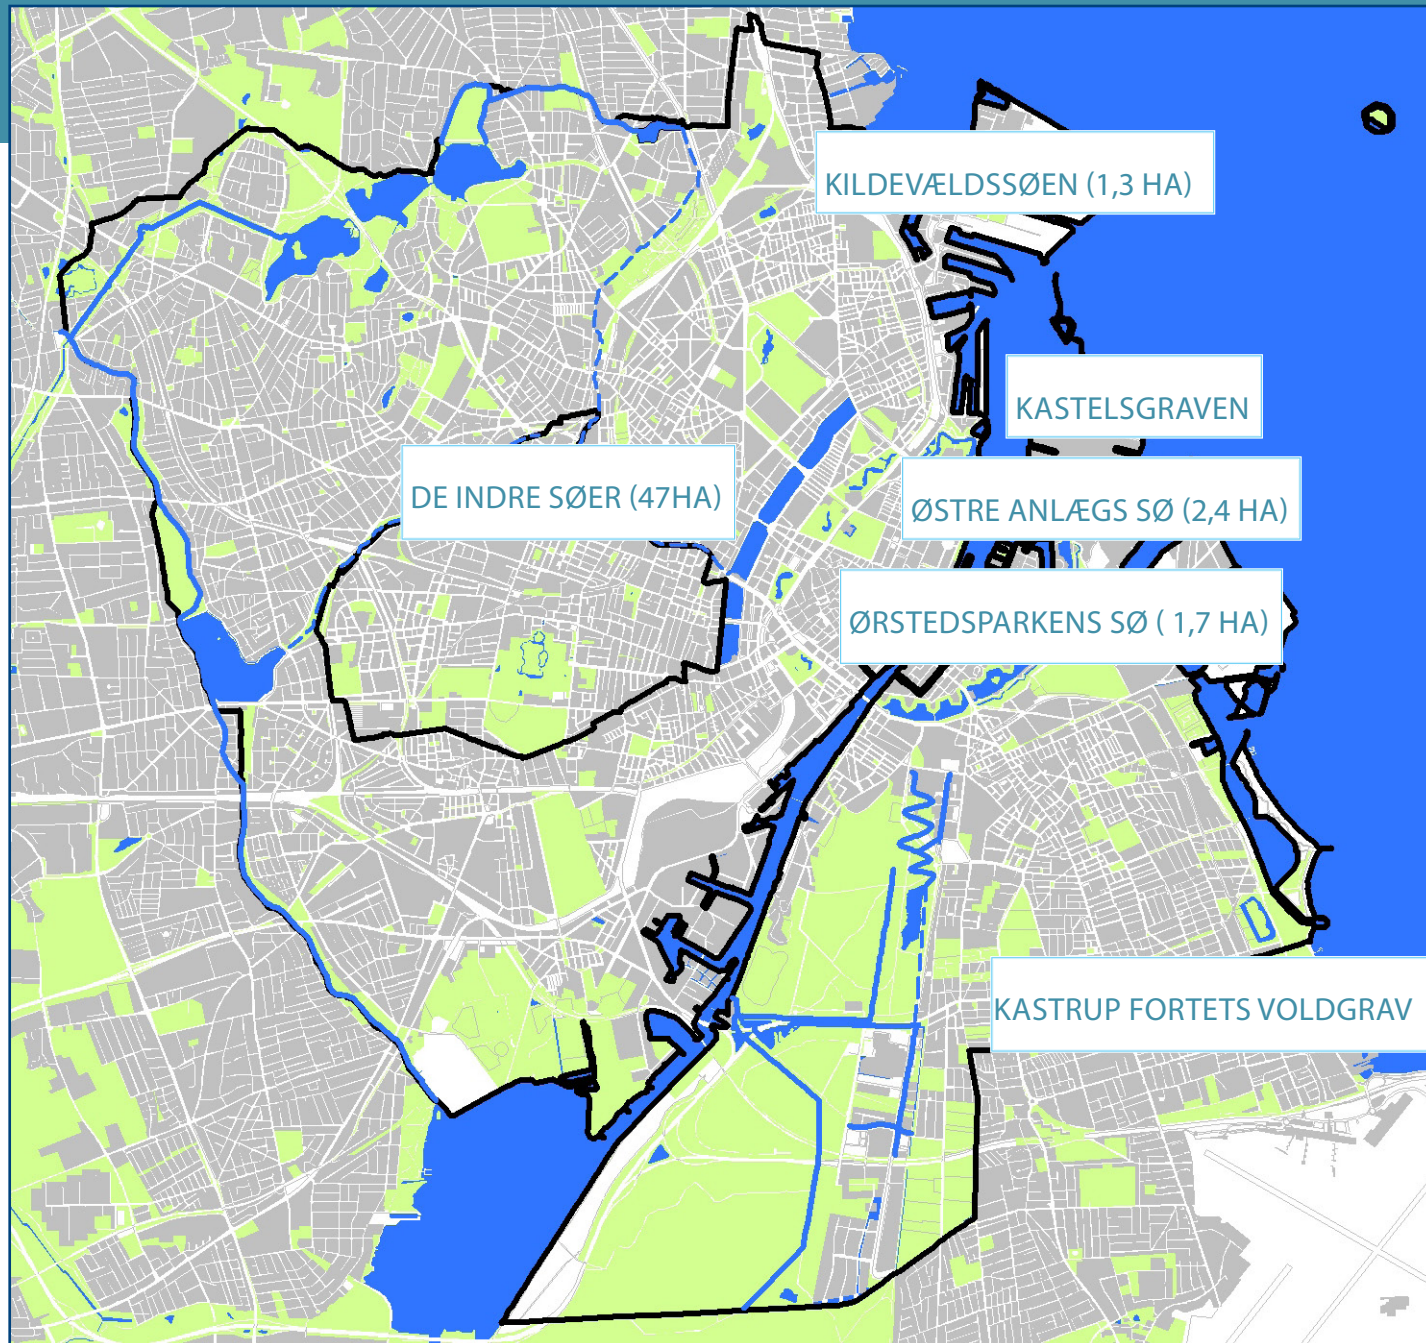 KILDEVÆLDSSØEN (1,3 HA)
KASTELSGRAVEN
DE INDRE SØER (47HA)
ØSTRE ANLÆGS SØ (2,4 HA)
ØRSTEDSPARKENS SØ ( 1,7 HA)
KASTRUP FORTETS VOLDGRAV